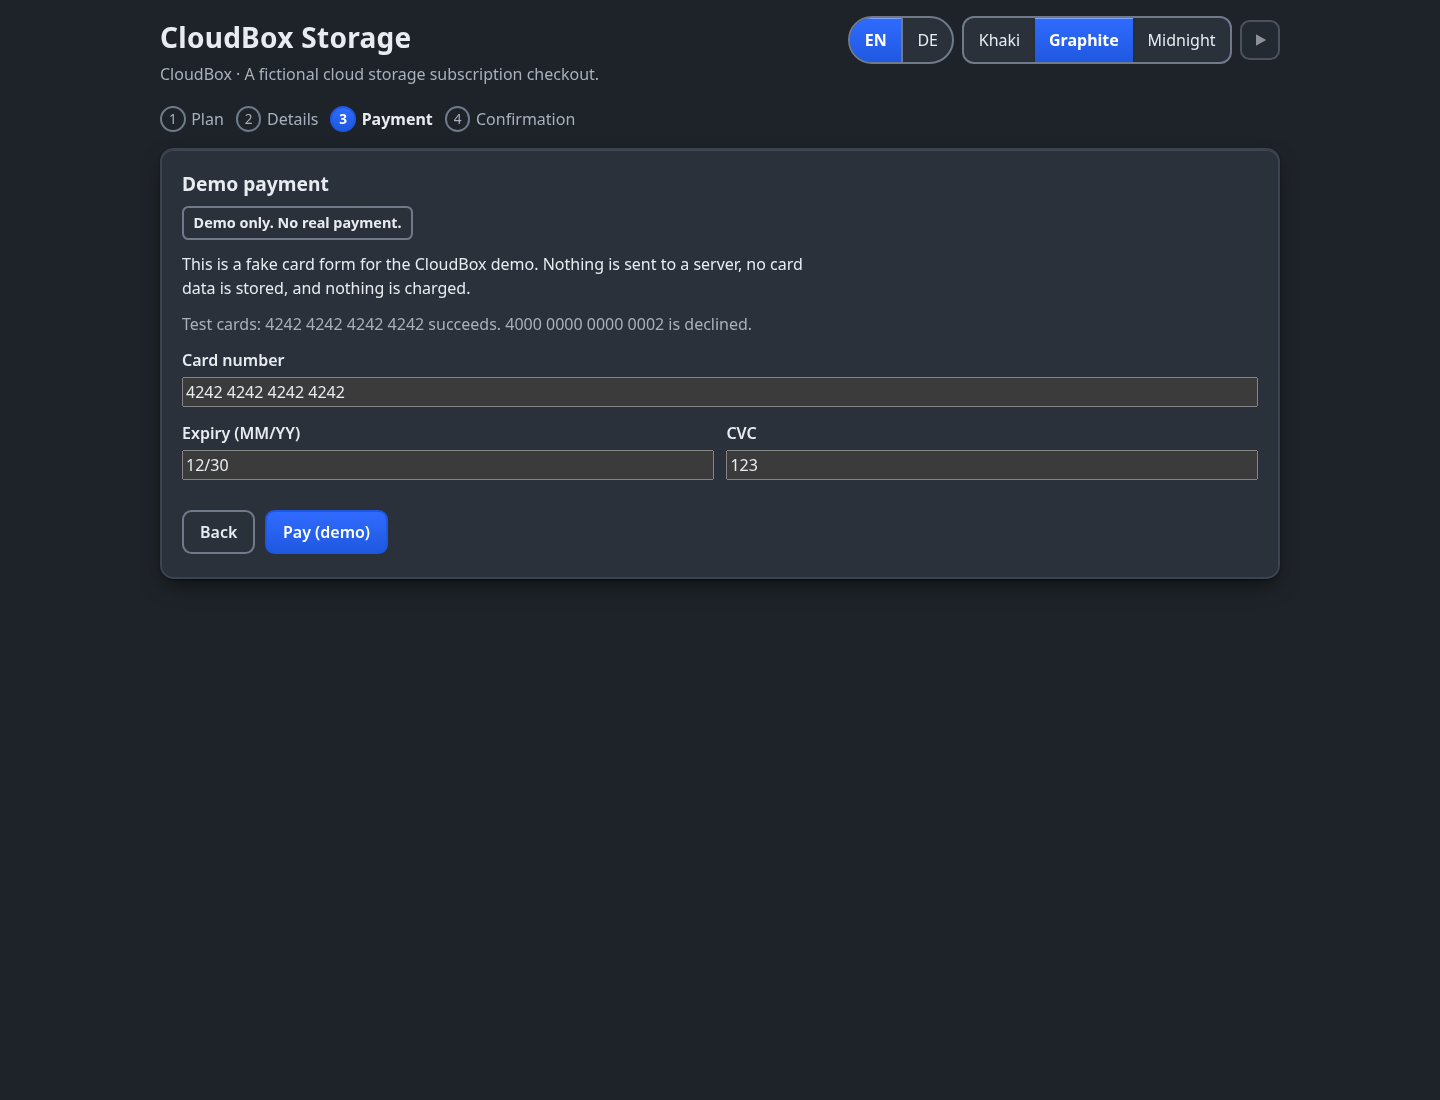 CloudBox Storage
EN DE Khaki Graphite Midnight
CloudBox · A fictional cloud storage subscription checkout.
1 Plan 2 Details 3 Payment 4 Confirmation
Demo payment
Demo only. No real payment.
This is a fake card form for the CloudBox demo. Nothing is sent to a server, no card
data is stored, and nothing is charged.
Test cards: 4242 4242 4242 4242 succeeds. 4000 0000 0000 0002 is declined.
Card number
4242 4242 4242 4242
Expiry (MM/YY) CVC
12/30 123
Back Pay (demo)